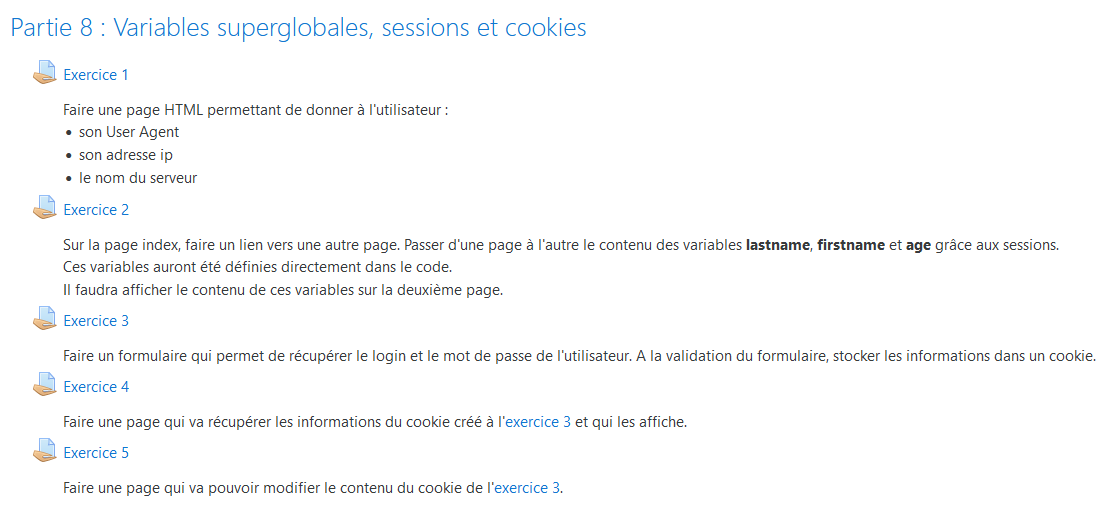 Partie 8 : Variables superglobales, sessions et cookies
Exercice 1
Faire une page HTML permettant de donner à l'utilisateur :
• son User Agent
• son adresse ip
• le nom du serveur
Exercice 2
Sur la page index, faire un lien vers une autre page. Passer d'une page à l'autre le contenu des variables lastname, firstname et age grâce aux sessions.
Ces variables auront été définies directement dans le code.
Il faudra afficher le contenu de ces variables sur la deuxième page.
Exercice 3
Faire un formulaire qui permet de récupérer le login et le mot de passe de l'utilisateur. A la validation du formulaire, stocker les informations dans un cookie.
Exercice 4
Faire une page qui va récupérer les informations du cookie créé à l'exercice 3 et qui les affiche.
Exercice 5
Faire une page qui va pouvoir modifier le contenu du cookie de l'exercice 3.